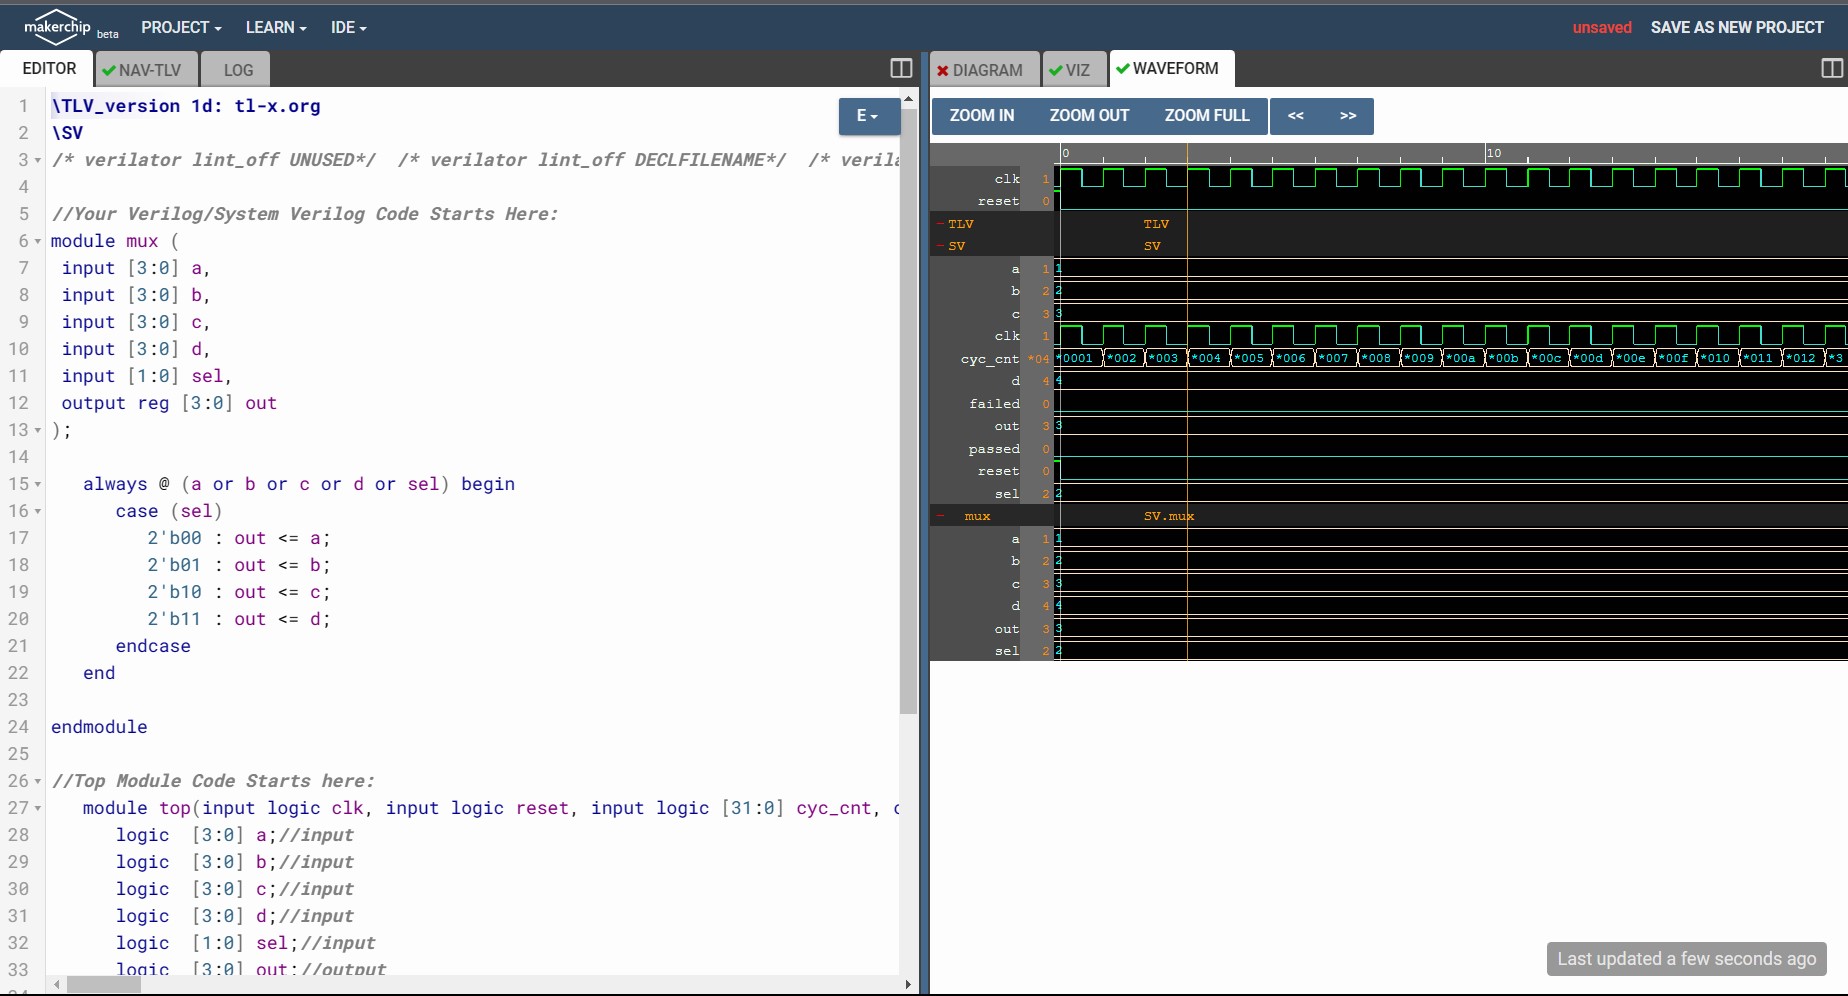 makerchip beta PROJECT LEARN IDE unsaved SAVE AS NEW PROJECT
EDITOR NAV-TLV LOG
1 \TLV_version 1d: tl-x.org
2 \SV
3 /* verilator lint_off UNUSED*/  /* verilator lint_off DECLFILENAME*/  /* veril
4
5 //Your Verilog/System Verilog Code Starts Here:
6 module mux (
7 input [3:0] a,
8 input [3:0] b,
9 input [3:0] c,
10 input [3:0] d,
11 input [1:0] sel,
12 output reg [3:0] out
13 );
14
15 always @ (a or b or c or d or sel) begin
16 case (sel)
17 2'b00 : out <= a;
18 2'b01 : out <= b;
19 2'b10 : out <= c;
20 2'b11 : out <= d;
21 endcase
22 end
23
24 endmodule
25
26 //Top Module Code Starts here:
27 module top(input logic clk, input logic reset, input logic [31:0] cyc_cnt,
28 logic  [3:0] a;//input
29 logic  [3:0] b;//input
30 logic  [3:0] c;//input
31 logic  [3:0] d;//input
32 logic  [1:0] sel;//input
33 logic  [3:0] out;//output
E
DIAGRAM VIZ WAVEFORM
ZOOM IN ZOOM OUT ZOOM FULL << >>
0 10
clk 1
reset 0
TLV TLV
SV SV
a 1 1
b 2 2
c 3 3
clk 1
cyc_cnt *04 *0001 *002 *003 *004 *005 *006 *007 *008 *009 *00a *00b *00c *00d *00e *00f *010 *011 *012 *3
d 4 4
failed 0
out 3 3
passed 0
reset 0
sel 2 2
mux SV.mux
a 1 1
b 2 2
c 3 3
d 4 4
out 3 3
sel 2 2
Last updated a few seconds ago